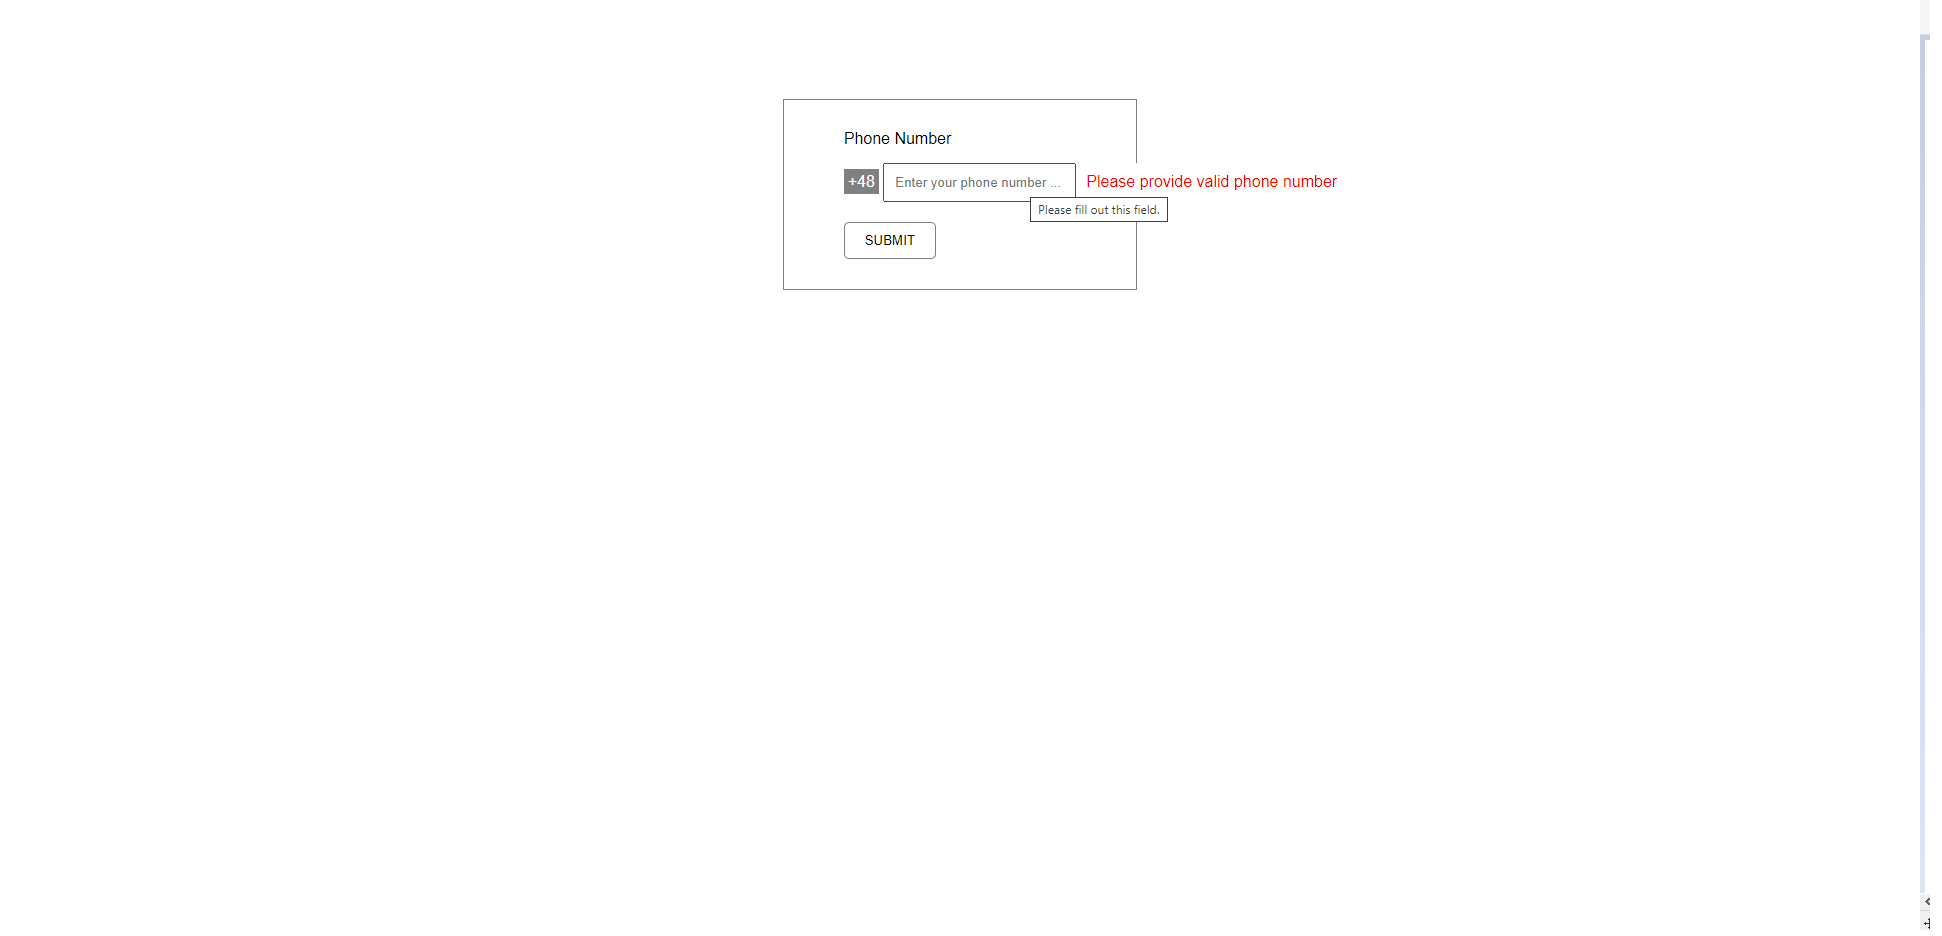 Phone Number
+48 Enter your phone number ... Please provide valid phone number
Please fill out this field.
SUBMIT